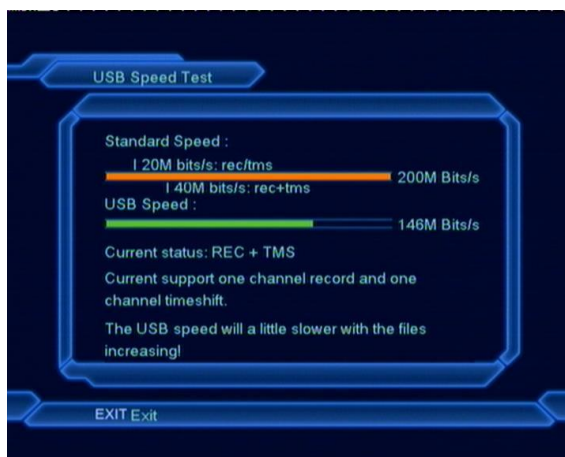 USB Speed Test
Standard Speed :
| 20M bits/s: rec/tms
200M Bits/s
| 40M bits/s: rec+tms
USB Speed :
146M Bits/s
Current status: REC + TMS
Current support one channel record and one
channel timeshift.
The USB speed will a little slower with the files
increasing!
EXIT Exit